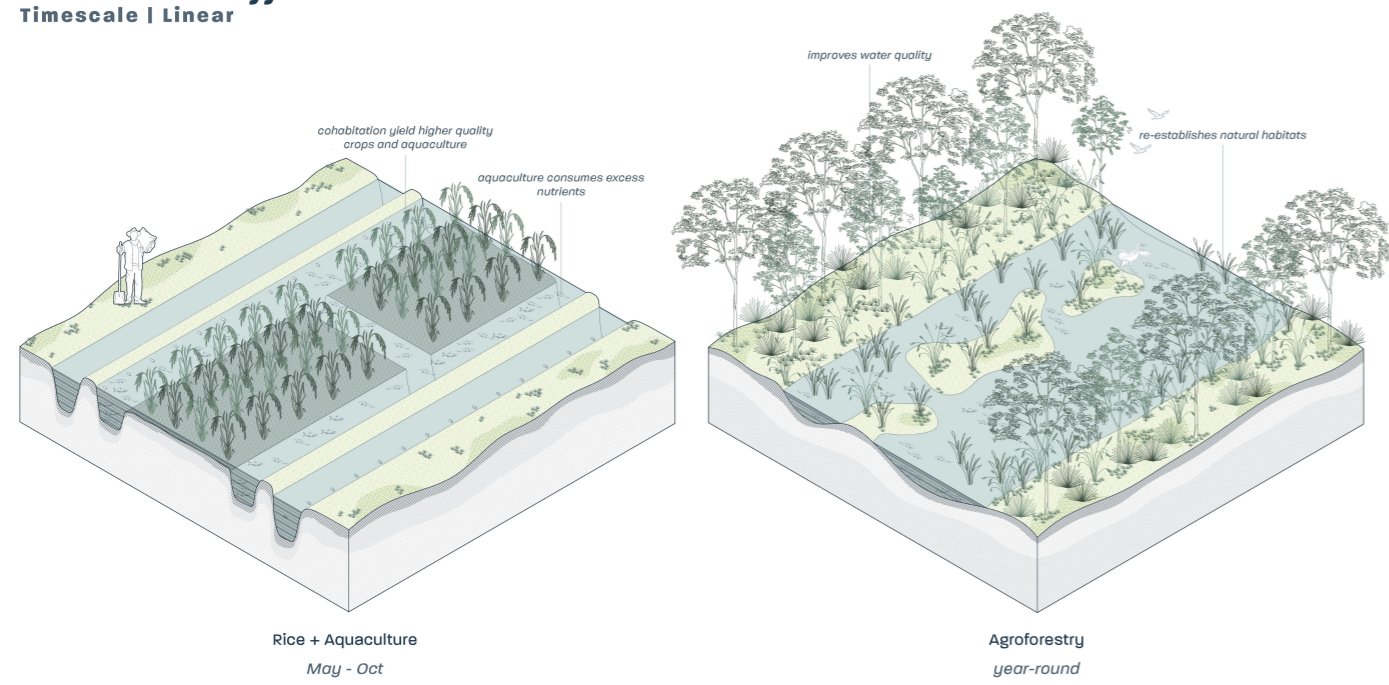 Timescale | Linear
improves water quality
cohabitation yield higher quality
crops and aquaculture
re-establishes natural habitats
aquaculture consumes excess
nutrients
Rice + Aquaculture
May - Oct
Agroforestry
year-round